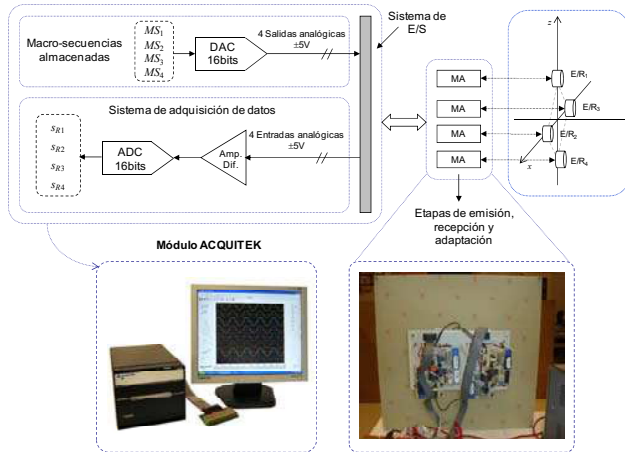 Macro-secuencias
almacenadas
MS1
MS2
MS3
MS4
DAC
16bits
4 Salidas analógicas
±5V
Sistema de
E/S
Sistema de adquisición de datos
sR1
sR2
sR3
sR4
ADC
16bits
Amp.
Dif.
4 Entradas analógicas
±5V
MA
MA
MA
MA
z
E/R1
E/R3
E/R2
E/R4
x
Etapas de emisión,
recepción y
adaptación
Módulo ACQUITEK